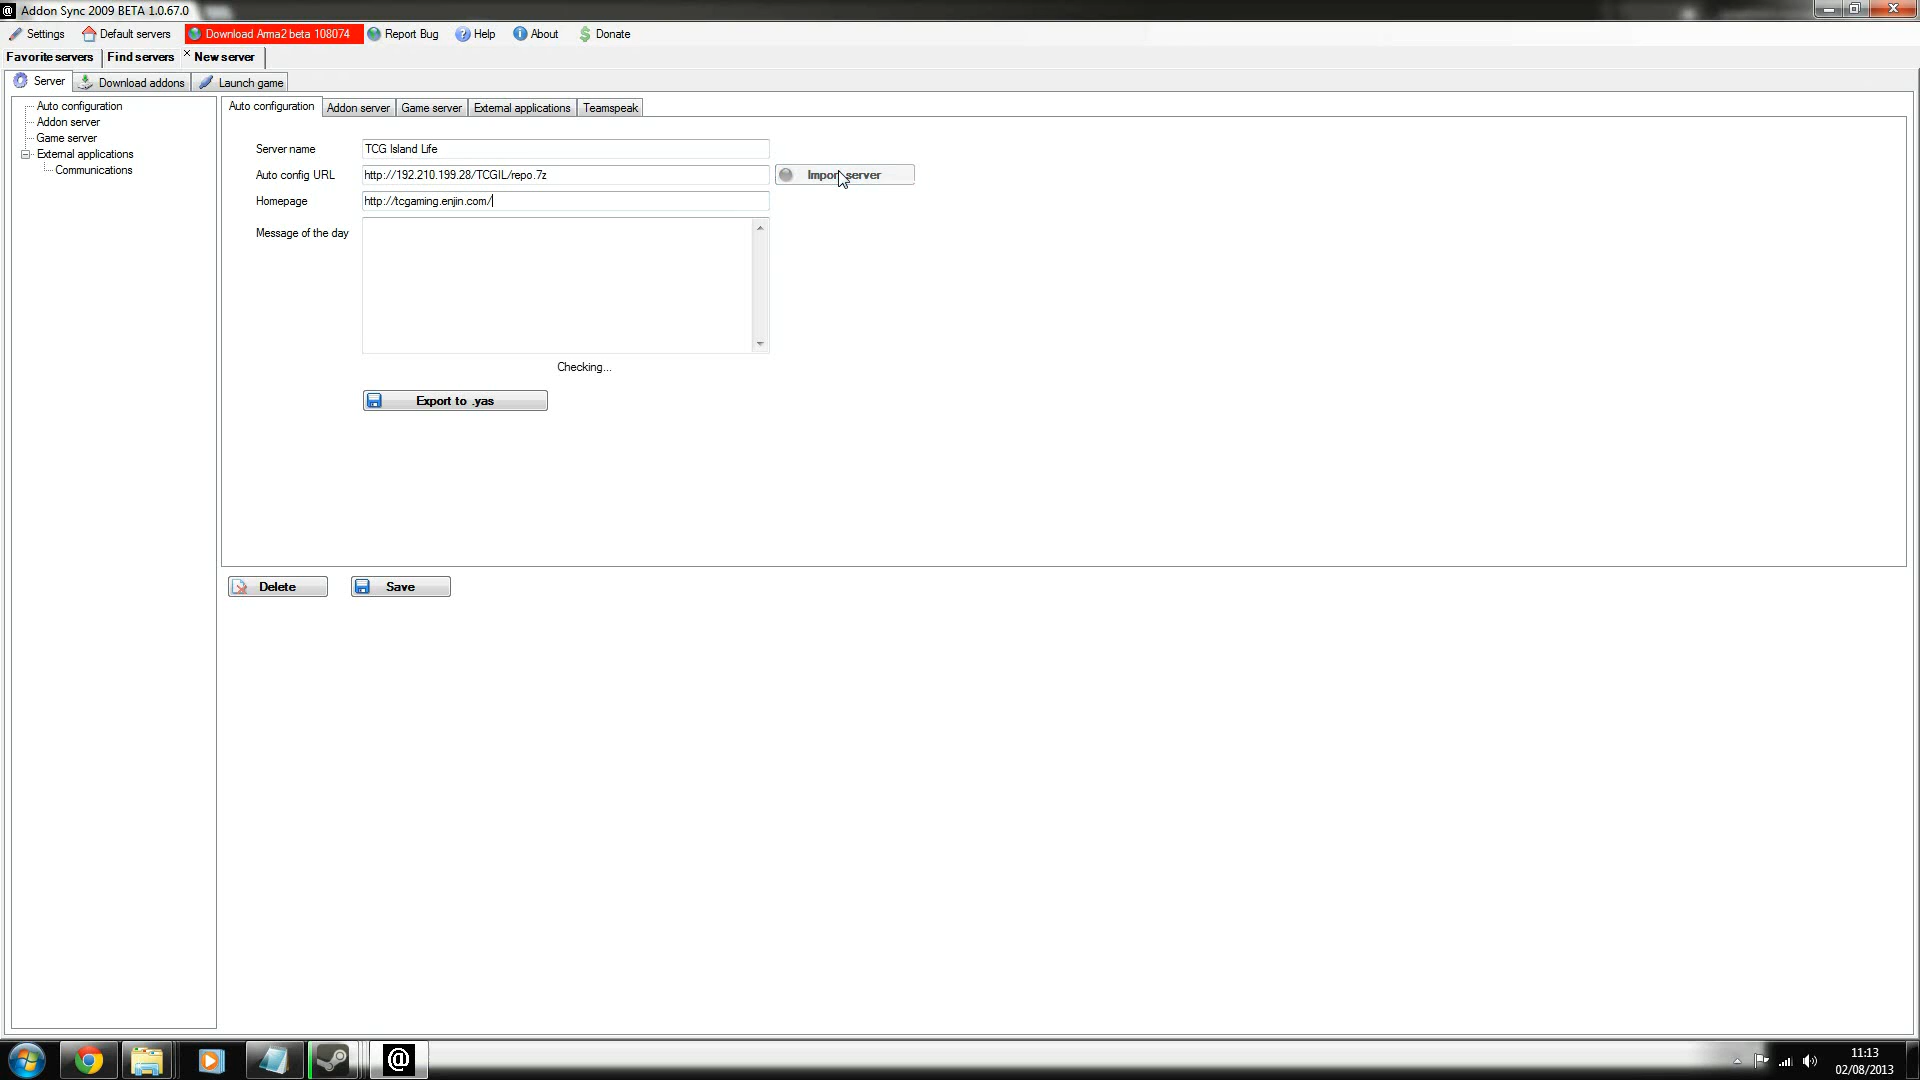 Addon Sync 2009 BETA 1.0.67.0
Settings Default servers Download Arma2 beta 108074 Report Bug Help About Donate
Favorite servers Find servers New server
Server Download addons Launch game
Auto configuration
Addon server
Game server
External applications
Communications
Auto configuration Addon server Game server External applications Teamspeak
Server name TCG Island Life
Auto config URL http://192.210.199.28/TCGIL/repo.7z Import server
Homepage http://tcgaming.enjin.com/
Message of the day
Checking...
Export to .yas
Delete Save
11:13
02/08/2013